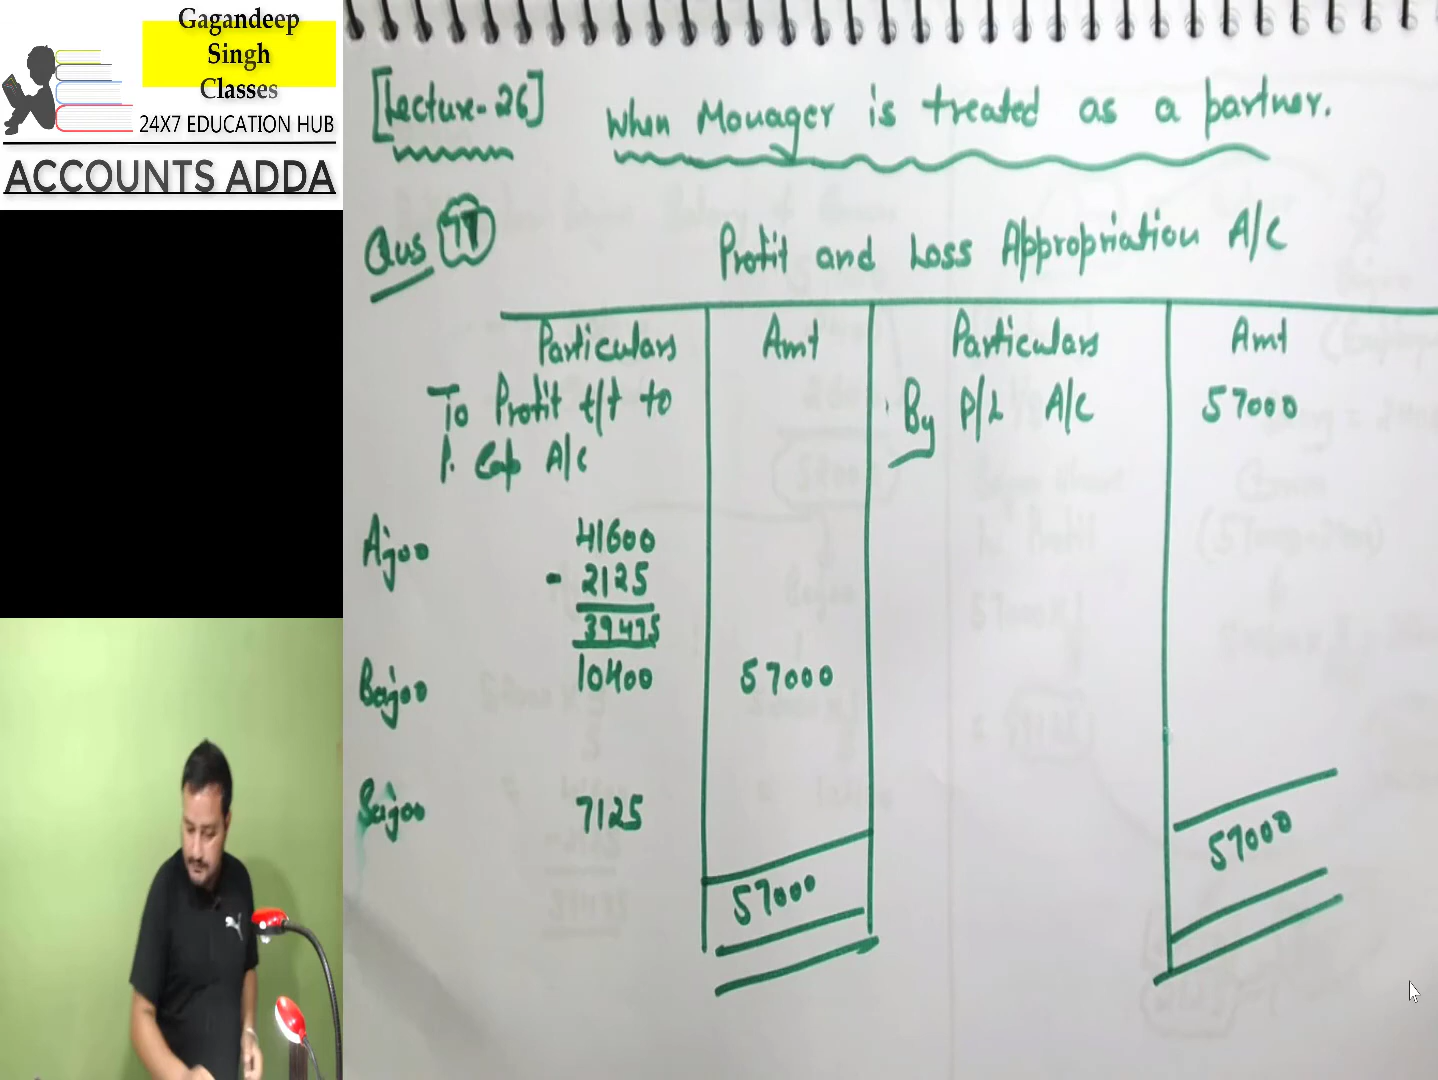 Gagandeep
Singh
Classes
24X7 EDUCATION HUB
ACCOUNTS ADDA
[Lecture-26] When Manager is treated as a partner.
Qus
Profit and Loss Appropriation A/C
Particulars Amt Particulars Amt
To Profit t/t to By P/L A/C 57000
P. Cap A/C
Ajoo 41600
- 2125
39475
Bajoo 10400 57000
Sajoo 7125
57000 57000